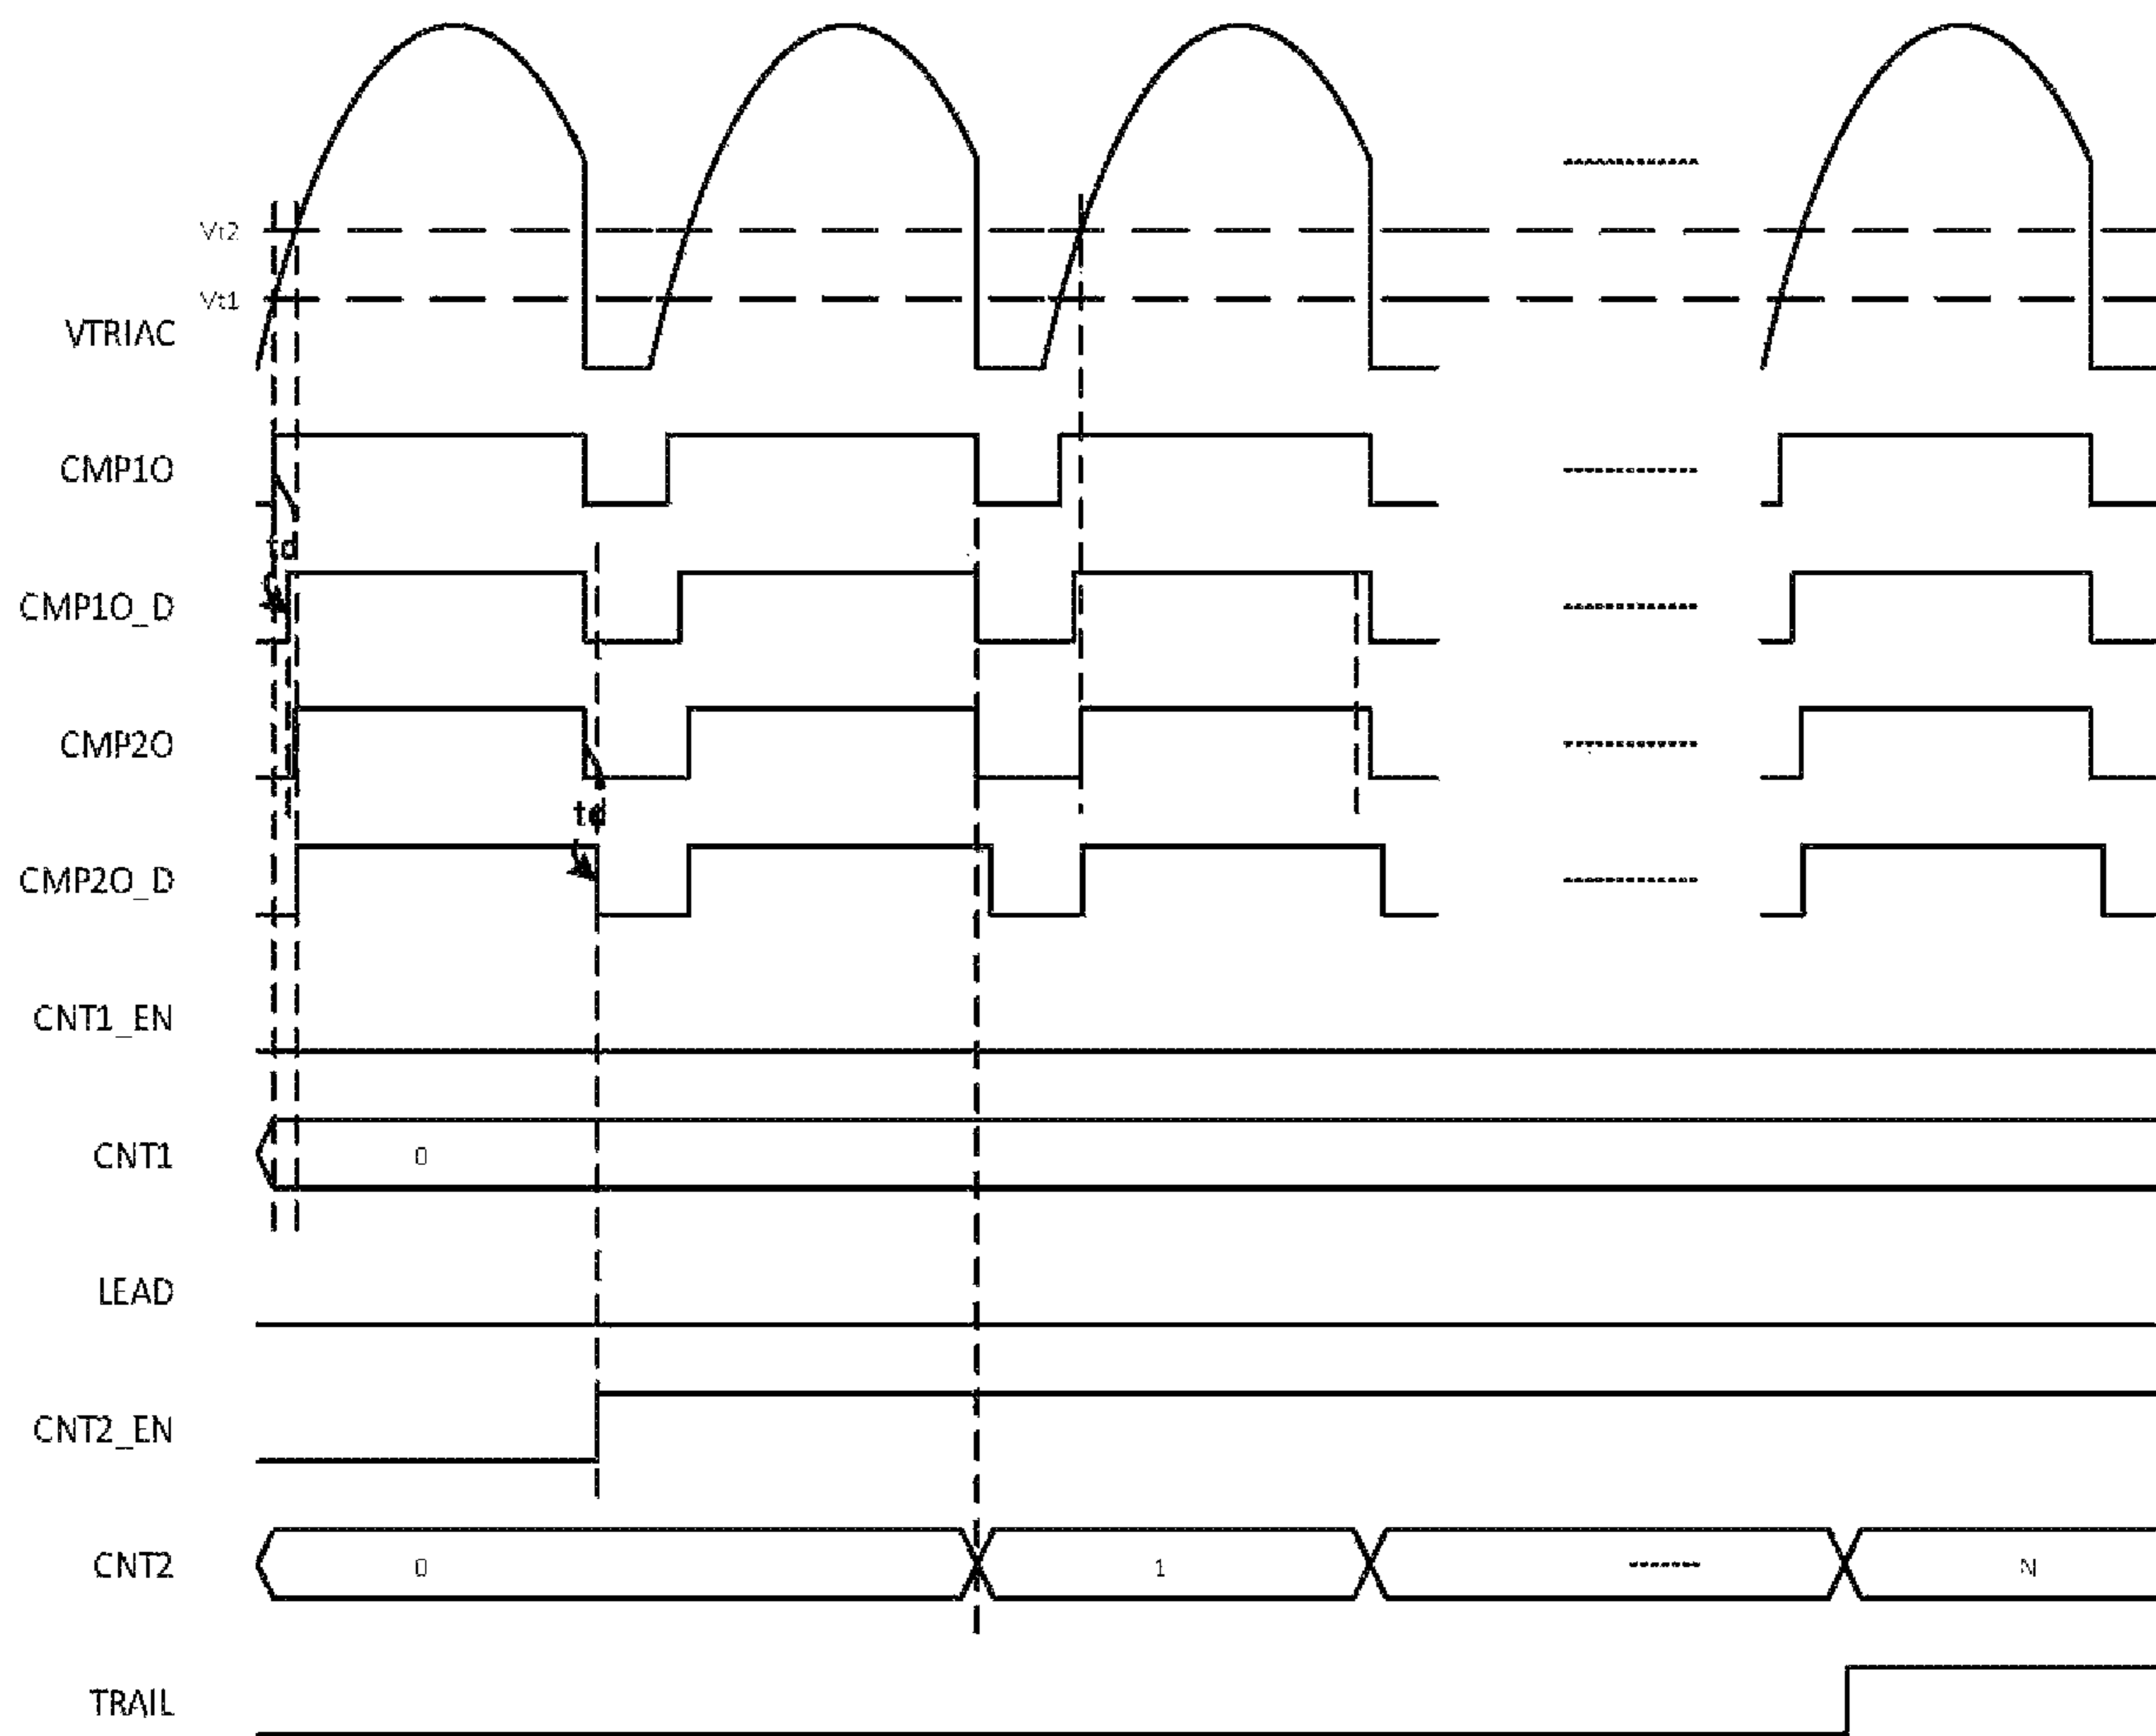 Vt2
Vt1
VTRIAC
CMP1O
td
CMP1O_D
CMP2O
td
CMP2O_D
CNT1_EN
CNT1
0
LEAD
CNT2_EN
CNT2
0
1
N
TRAIL